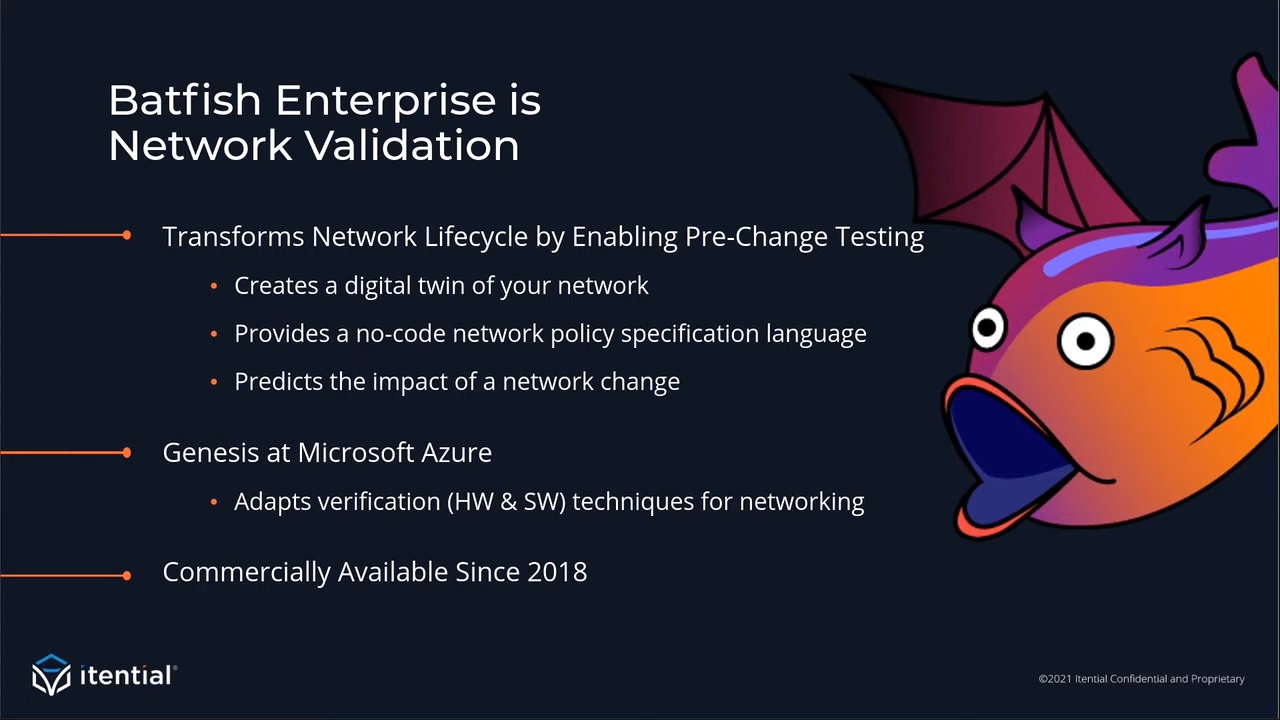 Batfish Enterprise is
Network Validation
Transforms Network Lifecycle by Enabling Pre-Change Testing
• Creates a digital twin of your network
• Provides a no-code network policy specification language
• Predicts the impact of a network change
Genesis at Microsoft Azure
• Adapts verification (HW & SW) techniques for networking
Commercially Available Since 2018
itential®
©2021 Itential Confidential and Proprietary